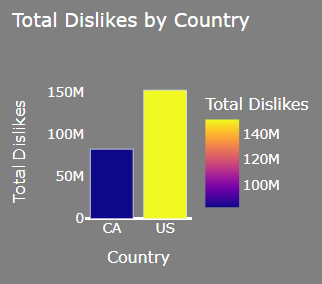 Total Dislikes by Country
Total Dislikes
150M
100M
50M
0
CA US
Country
Total Dislikes
140M
120M
100M